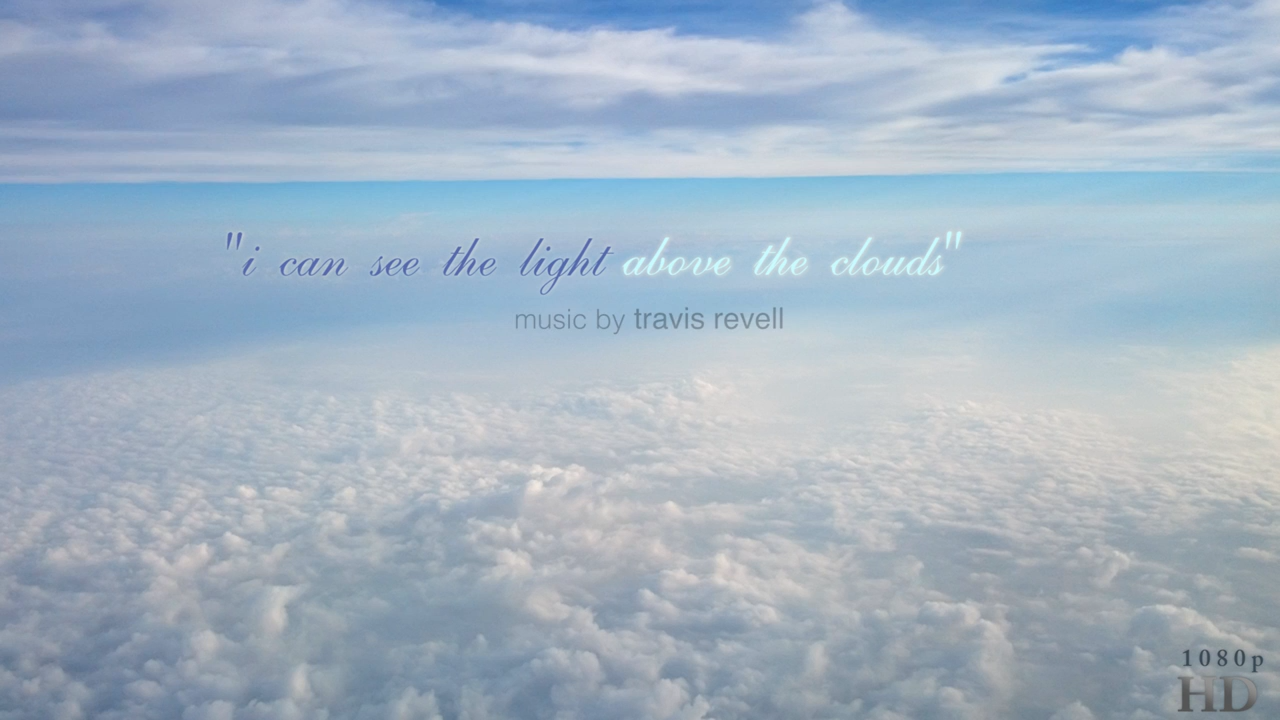 "i can see the light above the clouds"
music by travis revell
1080p
HD